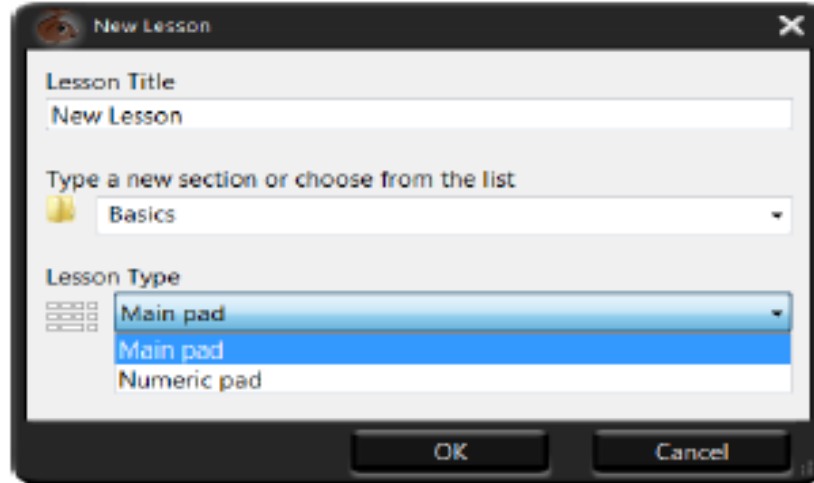 New Lesson
Lesson Title
New Lesson
Type a new section or choose from the list
Basics
Lesson Type
Main pad
Main pad
Numeric pad
OK Cancel